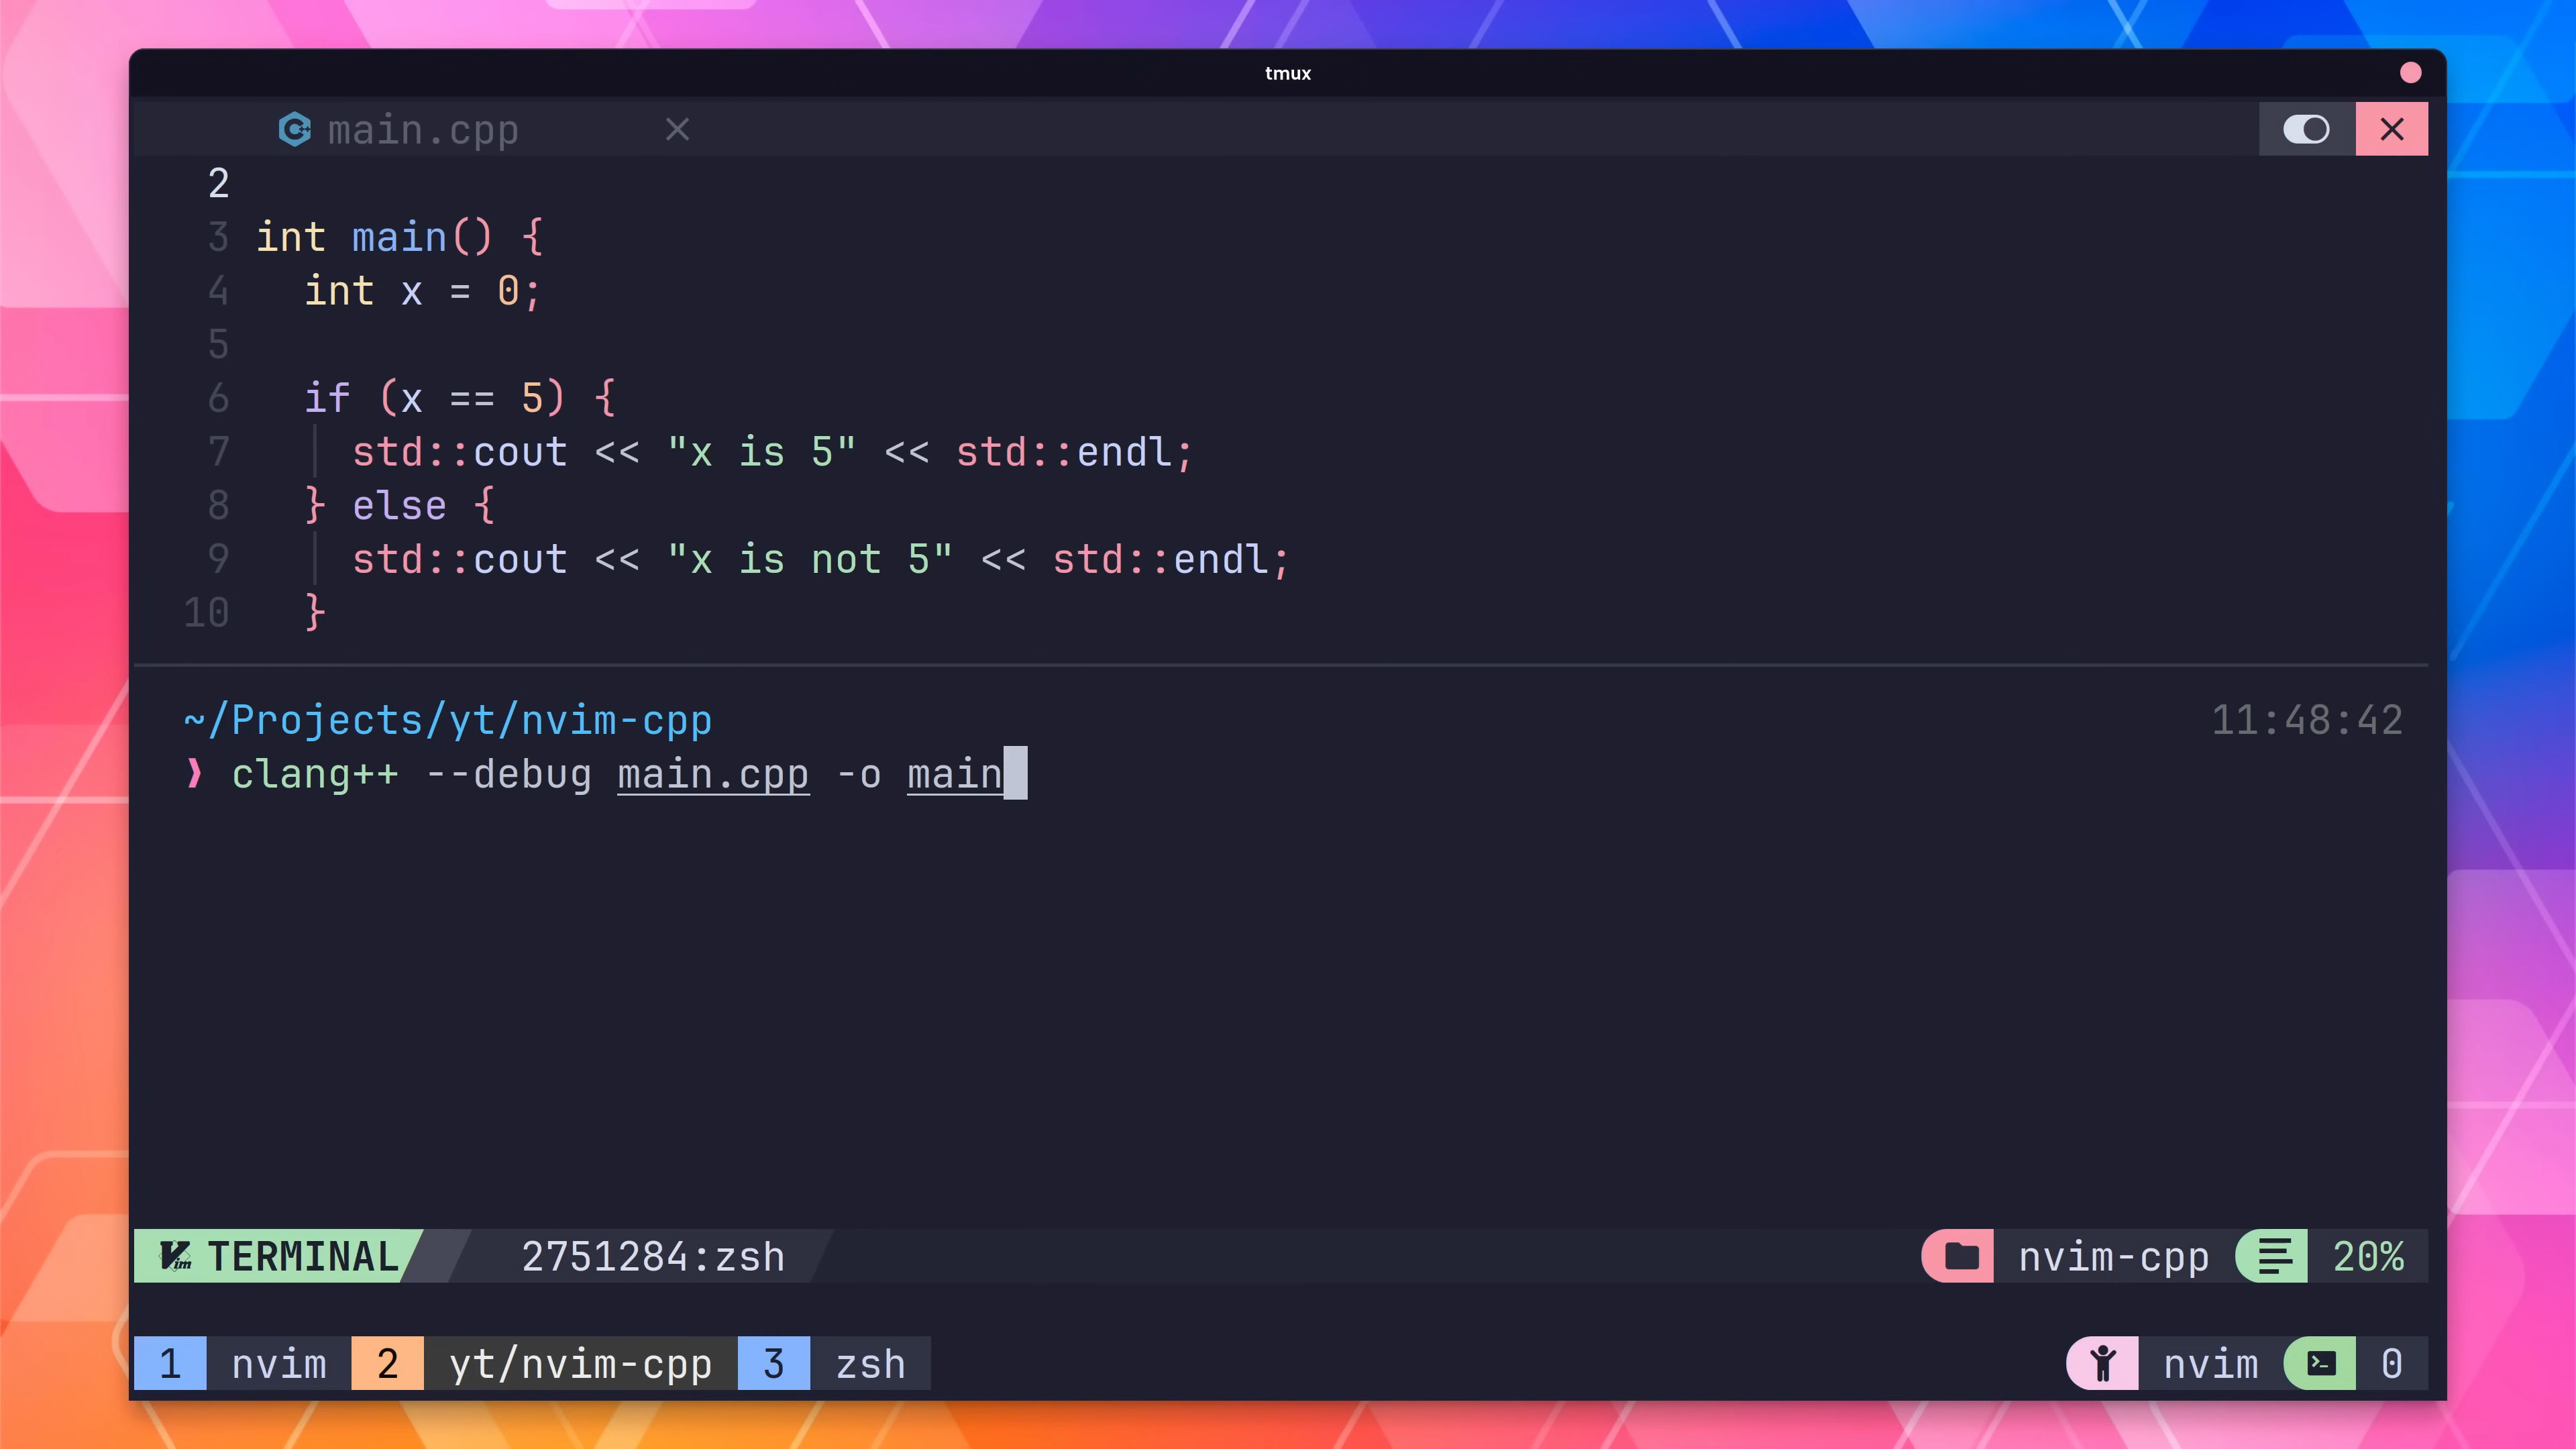 tmux
main.cpp
2
3 int main() {
4   int x = 0;
5
6   if (x == 5) {
7     std::cout << "x is 5" << std::endl;
8   } else {
9     std::cout << "x is not 5" << std::endl;
10   }
~/Projects/yt/nvim-cpp 11:48:42
❯ clang++ --debug main.cpp -o main
TERMINAL 2751284:zsh nvim-cpp 20%
1 nvim 2 yt/nvim-cpp 3 zsh nvim 0